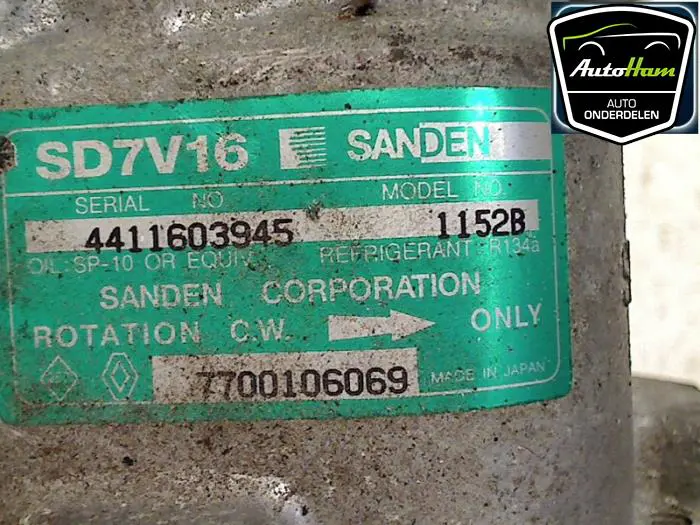 AutoHam
AUTO
ONDERDELEN
SD7V16 SANDEN
SERIAL NO. MODEL NO.
4411603945 1152B
OIL: SP-10 OR EQUIV. REFRIGERANT R134a
SANDEN CORPORATION
ROTATION C.W. ONLY
7700106069 MADE IN JAPAN